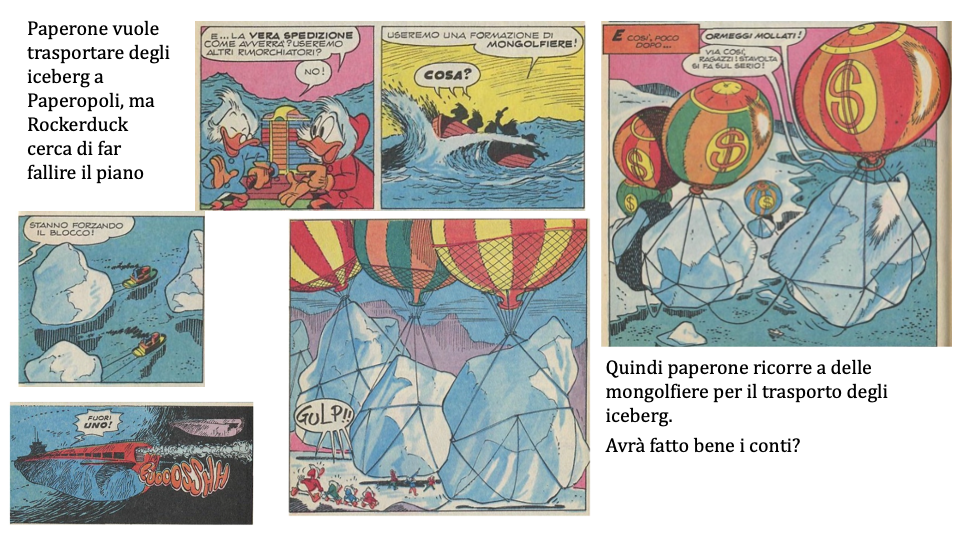 Paperone vuole
trasportare degli
iceberg a
Paperopoli, ma
Rockerduck
cerca di far
fallire il piano
E...LA VERA SPEDIZIONE
COME AVVERRÀ? USEREMO
ALTRI RIMORCHIATORI?
NO!
USEREMO UNA FORMAZIONE DI
MONGOLFIERE!
COSA?
E COSÌ, POCO
DOPO...
ORMEGGI MOLLATI!
VIA COSÌ,
RAGAZZI! STAVOLTA
SI FA SUL SERIO!
$
$
$
STANNO FORZANDO
IL BLOCCO!
FUORI
UNO!
GULP!!
Quindi paperone ricorre a delle
mongolfiere per il trasporto degli
iceberg.
Avrà fatto bene i conti?